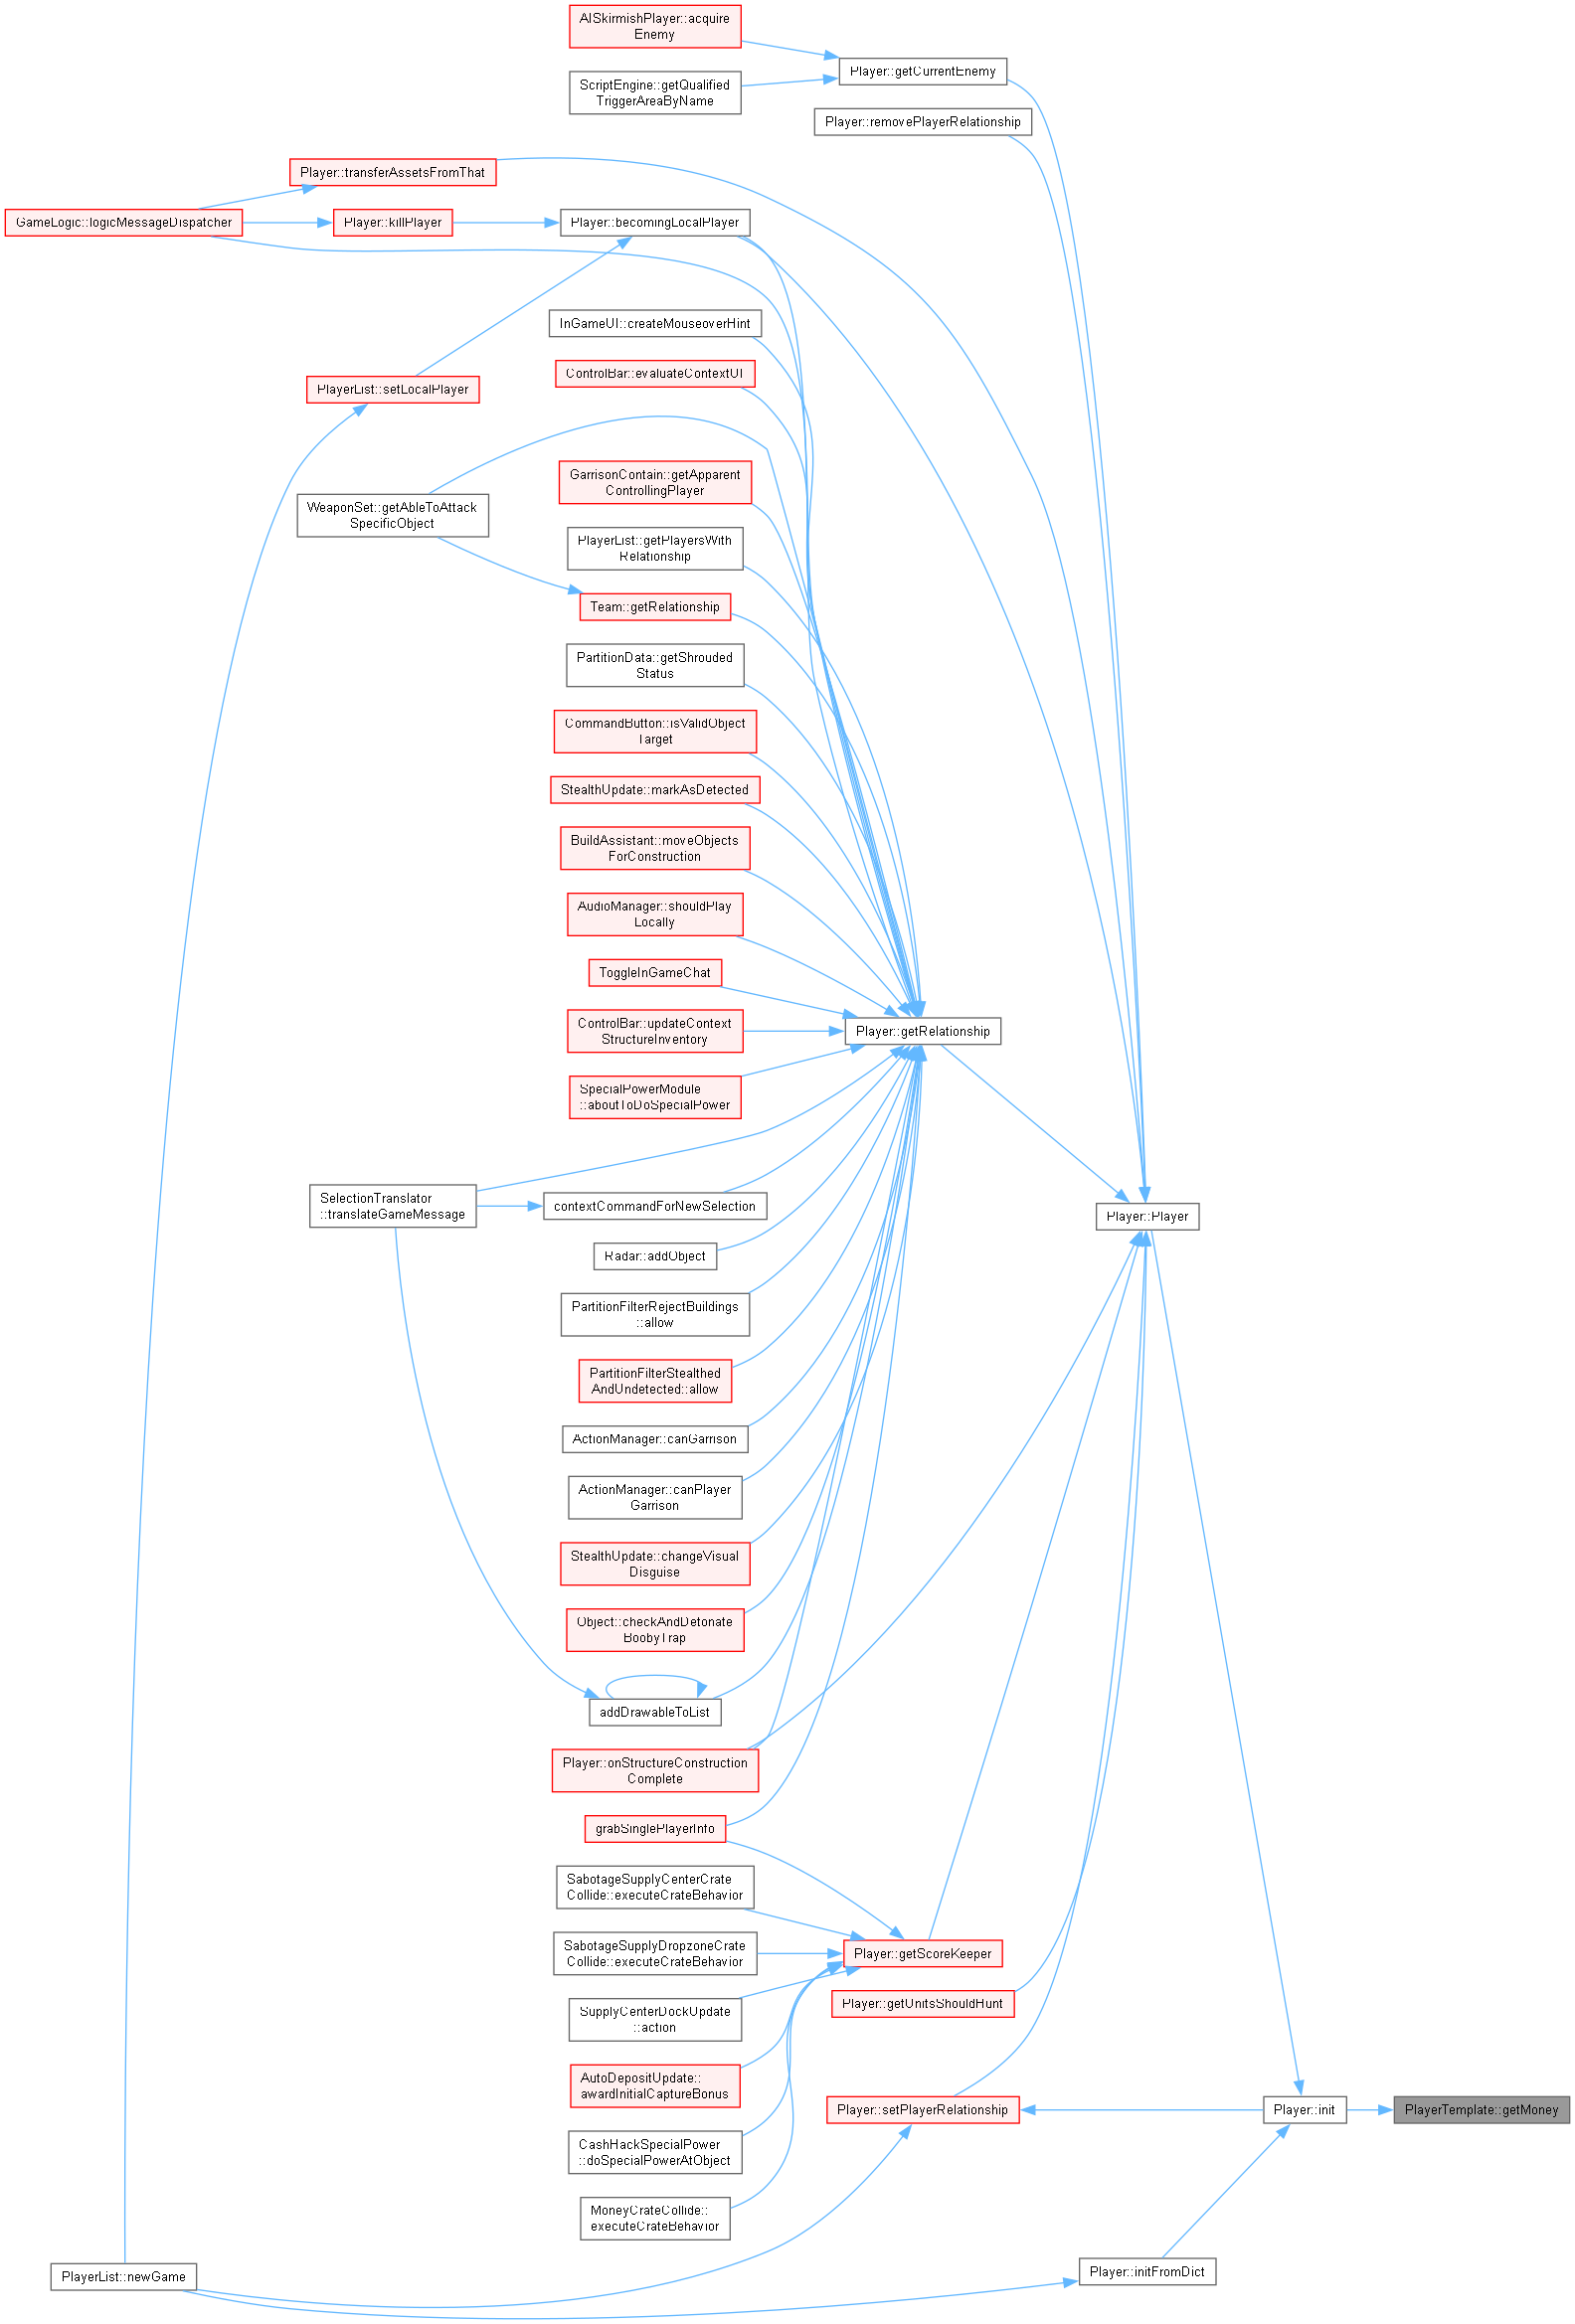 AISkirmishPlayer::acquire
Enemy
Player::getCurrentEnemy
ScriptEngine::getQualified
TriggerAreaByName
Player::removePlayerRelationship
Player::transferAssetsFromThat
GameLogic::logicMessageDispatcher
Player::killPlayer
Player::becomingLocalPlayer
InGameUI::createMouseoverHint
ControlBar::evaluateContextUI
PlayerList::setLocalPlayer
GarrisonContain::getApparent
ControllingPlayer
WeaponSet::getAbleToAttack
SpecificObject
PlayerList::getPlayersWith
Relationship
Team::getRelationship
PartitionData::getShrouded
Status
CommandButton::isValidObject
Target
StealthUpdate::markAsDetected
BuildAssistant::moveObjects
ForConstruction
AudioManager::shouldPlay
Locally
ToggleInGameChat
ControlBar::updateContext
StructureInventory
Player::getRelationship
SpecialPowerModule
::aboutToDoSpecialPower
SelectionTranslator
::translateGameMessage
contextCommandForNewSelection
Player::Player
Radar::addObject
PartitionFilterRejectBuildings
::allow
PartitionFilterStealthed
AndUndetected::allow
ActionManager::canGarrison
ActionManager::canPlayer
Garrison
StealthUpdate::changeVisual
Disguise
Object::checkAndDetonate
BoobyTrap
addDrawableToList
Player::onStructureConstruction
Complete
grabSinglePlayerInfo
SabotageSupplyCenterCrate
Collide::executeCrateBehavior
SabotageSupplyDropzoneCrate
Collide::executeCrateBehavior
Player::getScoreKeeper
SupplyCenterDockUpdate
::action
Player::getUnitsShouldHunt
AutoDepositUpdate::
awardInitialCaptureBonus
Player::setPlayerRelationship
Player::init
PlayerTemplate::getMoney
CashHackSpecialPower
::doSpecialPowerAtObject
MoneyCrateCollide::
executeCrateBehavior
PlayerList::newGame
Player::initFromDict